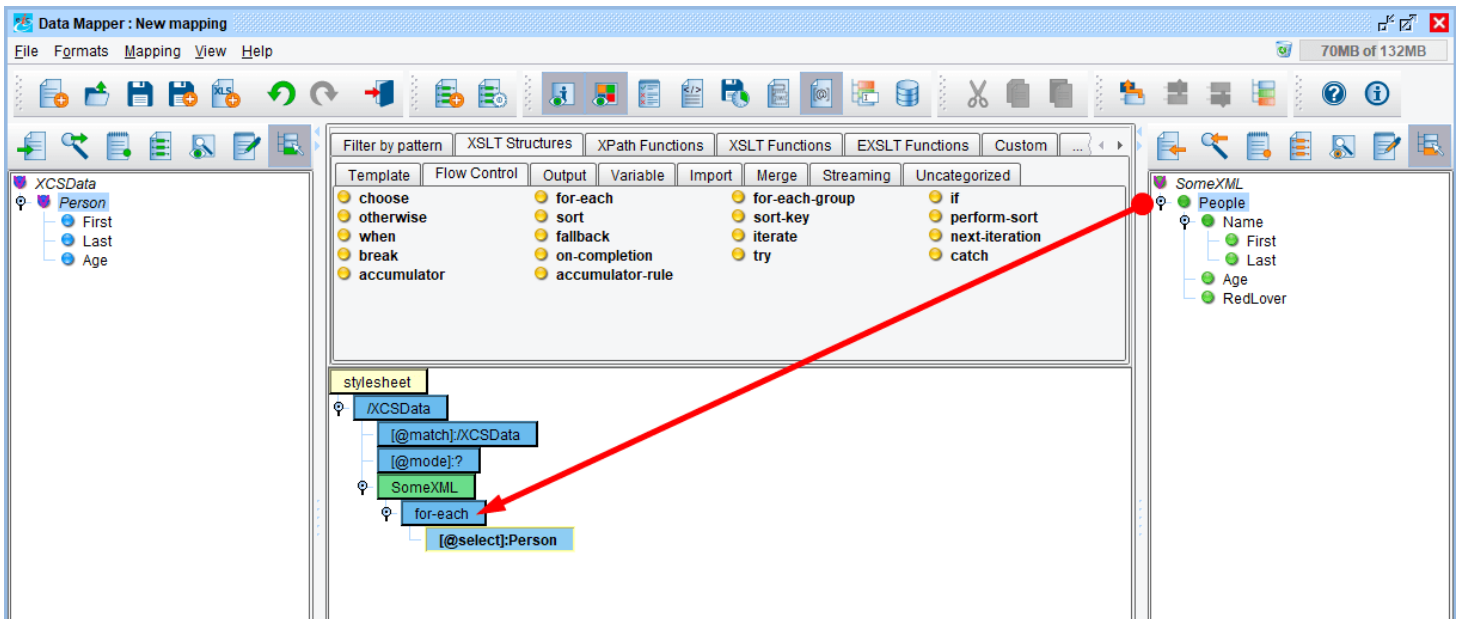 Data Mapper : New mapping
File Formats Mapping View Help
70MB of 132MB
XLS
Filter by pattern XSLT Structures XPath Functions XSLT Functions EXSLT Functions Custom ...
Template Flow Control Output Variable Import Merge Streaming Uncategorized
choose for-each for-each-group if
otherwise sort sort-key perform-sort
when fallback iterate next-iteration
break on-completion try catch
accumulator accumulator-rule
XCSData
Person
First
Last
Age
stylesheet
/XCSData
[@match]:/XCSData
[@mode]:?
SomeXML
for-each
[@select]:Person
SomeXML
People
Name
First
Last
Age
RedLover